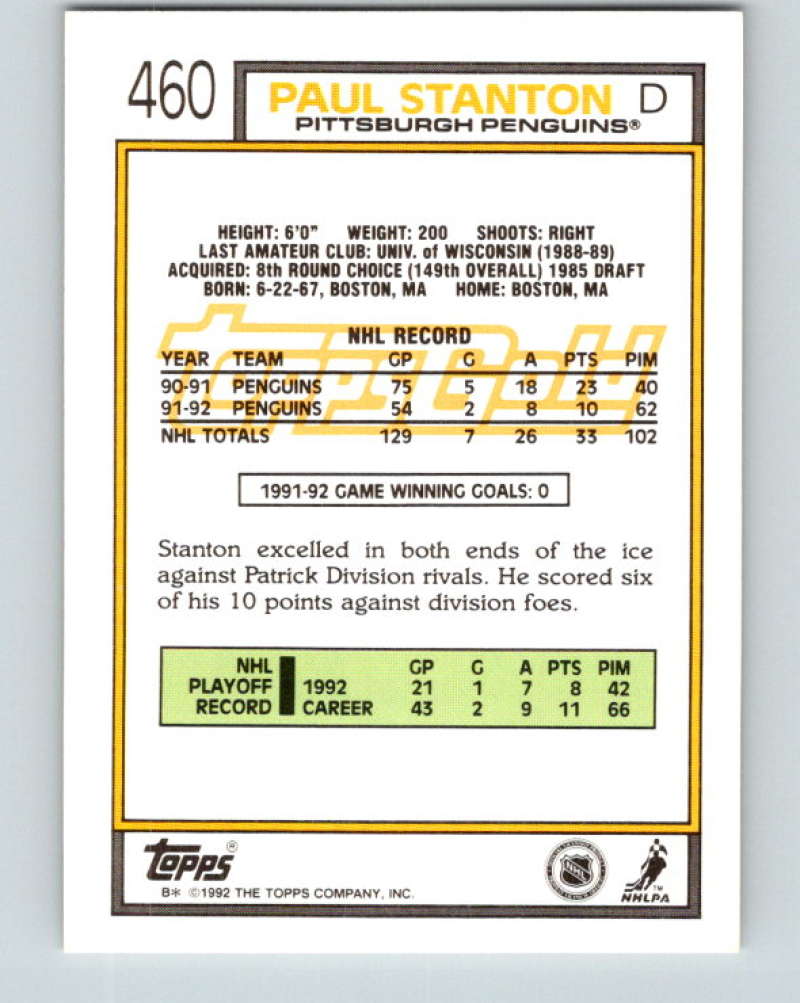 460
PAUL STANTON D
PITTSBURGH PENGUINS®
HEIGHT: 6'0" WEIGHT: 200 SHOOTS: RIGHT
LAST AMATEUR CLUB: UNIV. of WISCONSIN (1988-89)
ACQUIRED: 8th ROUND CHOICE (149th OVERALL) 1985 DRAFT
BORN: 6-22-67, BOSTON, MA HOME: BOSTON, MA
topps Gold
NHL RECORD
YEAR TEAM GP G A PTS PIM
90-91 PENGUINS 75 5 18 23 40
91-92 PENGUINS 54 2 8 10 62
NHL TOTALS 129 7 26 33 102
1991-92 GAME WINNING GOALS: 0
Stanton excelled in both ends of the ice
against Patrick Division rivals. He scored six
of his 10 points against division foes.
NHL GP G A PTS PIM
PLAYOFF 1992 21 1 7 8 42
RECORD CAREER 43 2 9 11 66
TOPPS®
B* ©1992 THE TOPPS COMPANY, INC.
NHL
TM
NHLPA